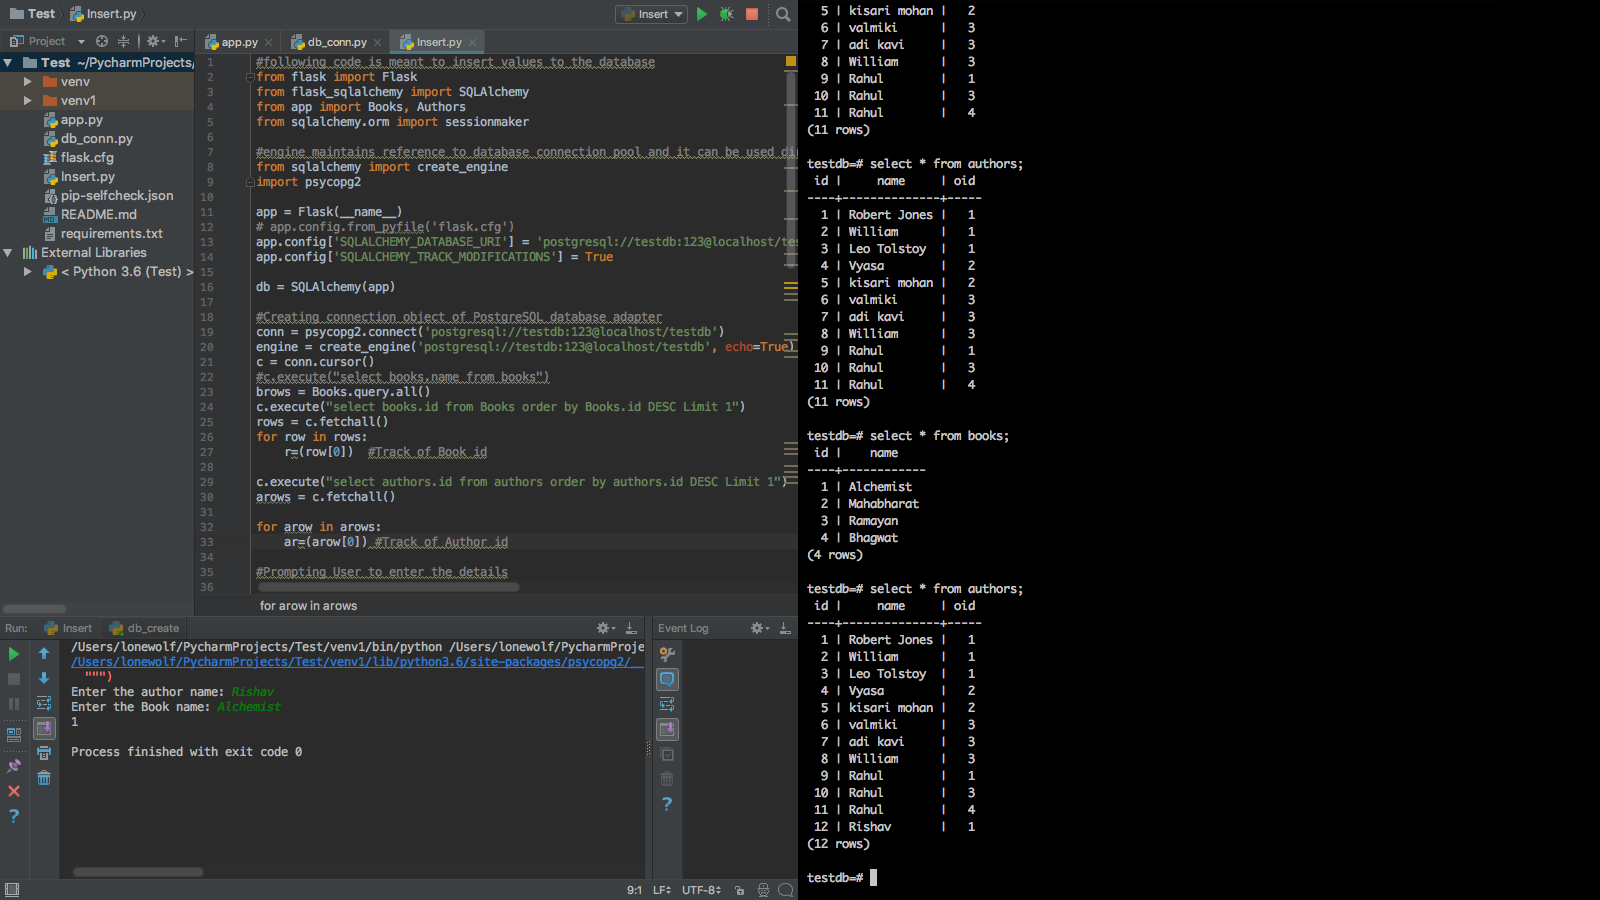 Test
Insert.py
Insert
Project
app.py
db_conn.py
Insert.py
Test ~/PycharmProjects/
venv
venv1
app.py
db_conn.py
flask.cfg
Insert.py
pip-selfcheck.json
README.md
requirements.txt
External Libraries
< Python 3.6 (Test) >
1 #following code is meant to insert values to the database
2 from flask import Flask
3 from flask_sqlalchemy import SQLAlchemy
4 from app import Books, Authors
5 from sqlalchemy.orm import sessionmaker
6
7 #engine maintains reference to database connection pool and it can be used di
8 from sqlalchemy import create_engine
9 import psycopg2
10
11 app = Flask(__name__)
12 # app.config.from_pyfile('flask.cfg')
13 app.config['SQLALCHEMY_DATABASE_URI'] = 'postgresql://testdb:123@localhost/tes
14 app.config['SQLALCHEMY_TRACK_MODIFICATIONS'] = True
15
16 db = SQLAlchemy(app)
17
18 #Creating connection object of PostgreSQL database adapter
19 conn = psycopg2.connect('postgresql://testdb:123@localhost/testdb')
20 engine = create_engine('postgresql://testdb:123@localhost/testdb', echo=True)
21 c = conn.cursor()
22 #c.execute("select books.name from books")
23 brows = Books.query.all()
24 c.execute("select books.id from Books order by Books.id DESC Limit 1")
25 rows = c.fetchall()
26 for row in rows:
27     r=(row[0])  #Track of Book id
28
29 c.execute("select authors.id from authors order by authors.id DESC Limit 1")
30 arows = c.fetchall()
31
32 for arow in arows:
33     ar=(arow[0]) #Track of Author id
34
35 #Prompting User to enter the details
36
for arow in arows
Run:
Insert
db_create
/Users/lonewolf/PycharmProjects/Test/venv1/bin/python /Users/lonewolf/PycharmProje
/Users/lonewolf/PycharmProjects/Test/venv1/lib/python3.6/site-packages/psycopg2/__
""")
Enter the author name: Rishav
Enter the Book name: Alchemist
1
Process finished with exit code 0
Event Log
9:1
LF
UTF-8
5 | kisari mohan |   2
6 | valmiki      |   3
7 | adi kavi     |   3
8 | William      |   3
9 | Rahul        |   1
10 | Rahul        |   3
11 | Rahul        |   4
(11 rows)
testdb=# select * from authors;
id |     name     | oid
----+--------------+-----
1 | Robert Jones |   1
2 | William      |   1
3 | Leo Tolstoy  |   1
4 | Vyasa        |   2
5 | kisari mohan |   2
6 | valmiki      |   3
7 | adi kavi     |   3
8 | William      |   3
9 | Rahul        |   1
10 | Rahul        |   3
11 | Rahul        |   4
(11 rows)
testdb=# select * from books;
id |    name
----+------------
1 | Alchemist
2 | Mahabharat
3 | Ramayan
4 | Bhagwat
(4 rows)
testdb=# select * from authors;
id |     name     | oid
----+--------------+-----
1 | Robert Jones |   1
2 | William      |   1
3 | Leo Tolstoy  |   1
4 | Vyasa        |   2
5 | kisari mohan |   2
6 | valmiki      |   3
7 | adi kavi     |   3
8 | William      |   3
9 | Rahul        |   1
10 | Rahul        |   3
11 | Rahul        |   4
12 | Rishav       |   1
(12 rows)
testdb=#